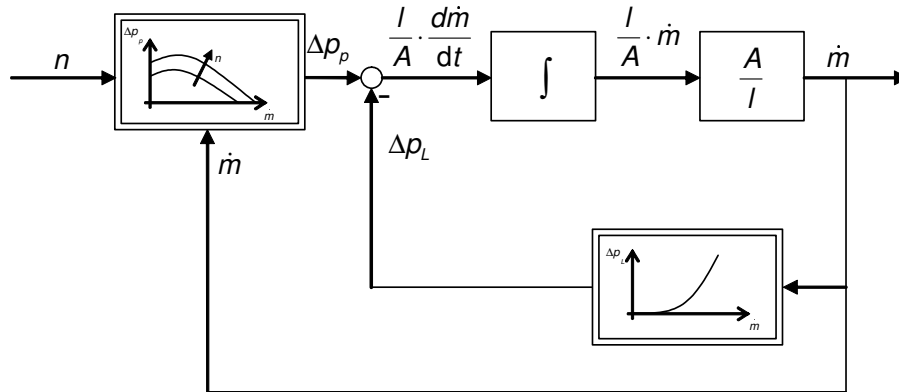 n
Δp_p
n
ṁ
Δp_p
-
l/A · dṁ/dt
∫
l/A · ṁ
A/l
ṁ
Δp_L
ṁ
Δp_L
ṁ